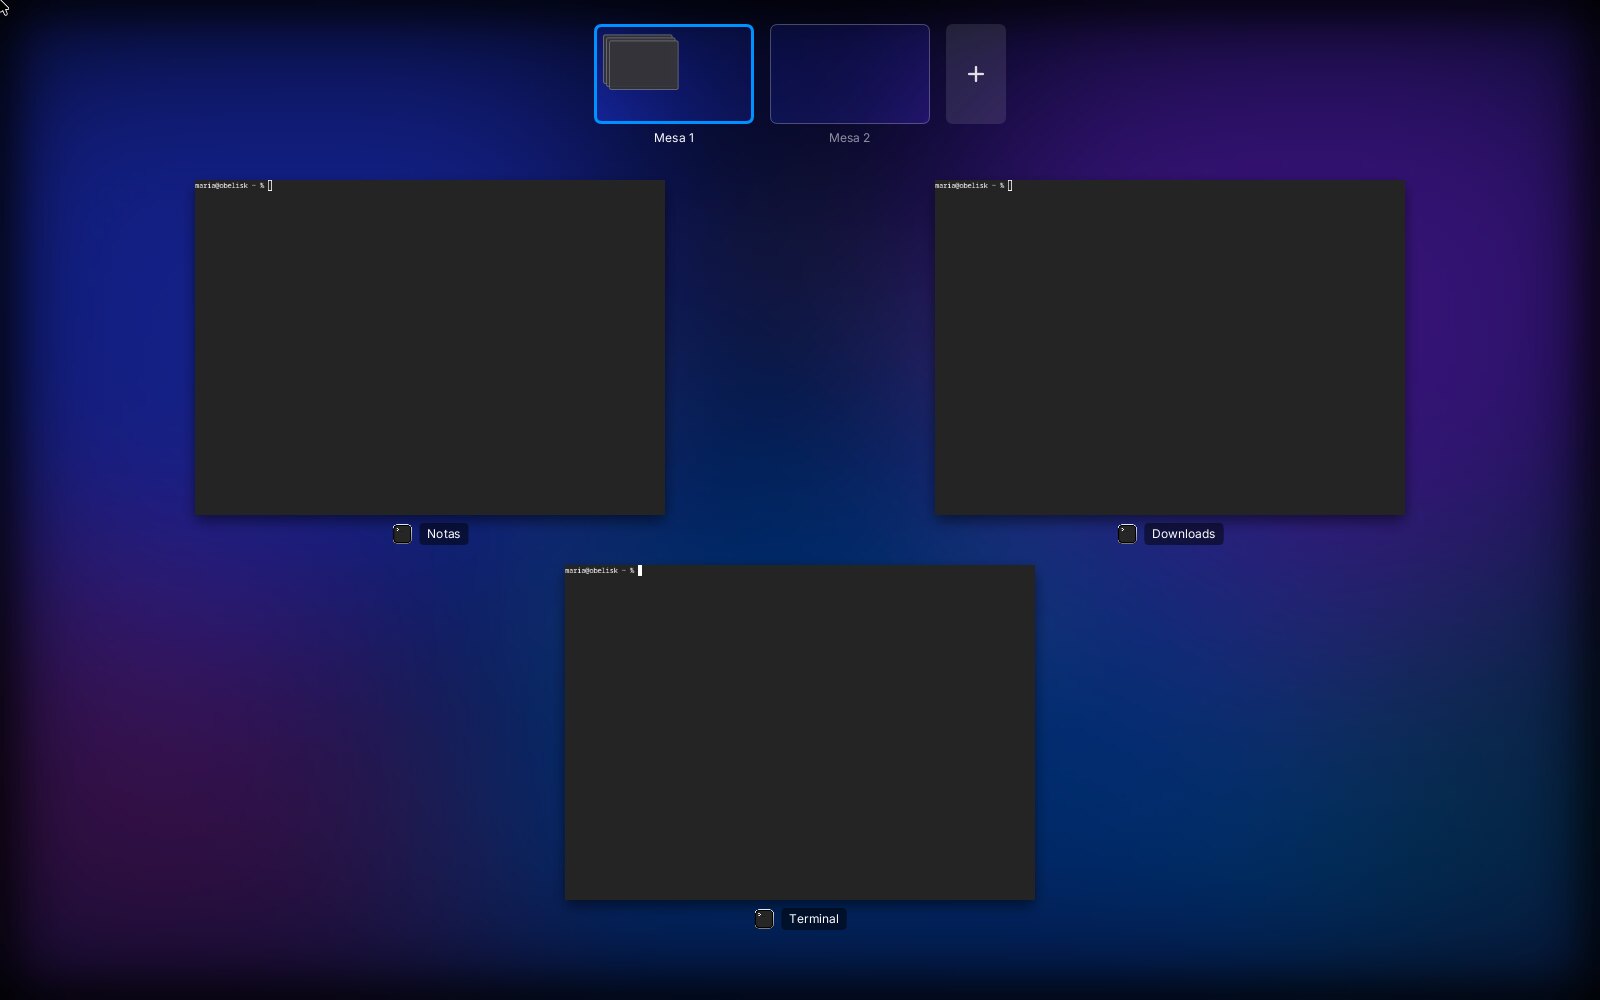 Mesa 1
Mesa 2
maria@obelisk ~ %
maria@obelisk ~ %
Notas
Downloads
maria@obelisk ~ %
Terminal